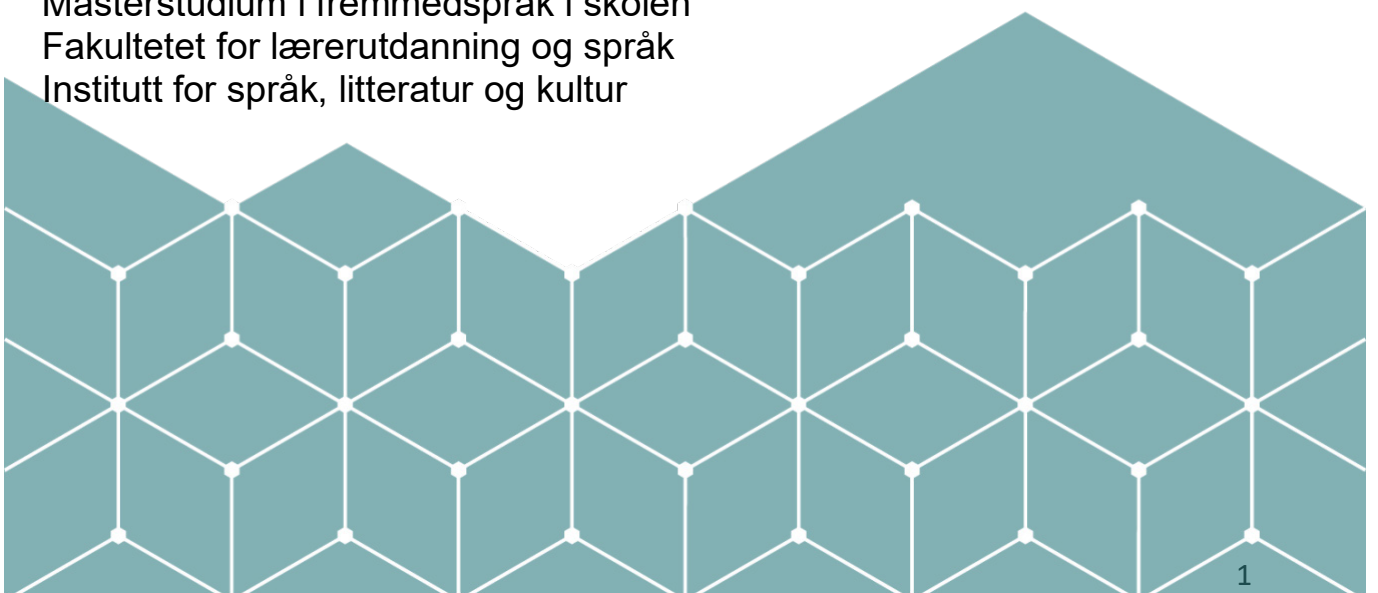 Masterstudium i fremmedspråk i skolen
Fakultetet for lærerutdanning og språk
Institutt for språk, litteratur og kultur
1